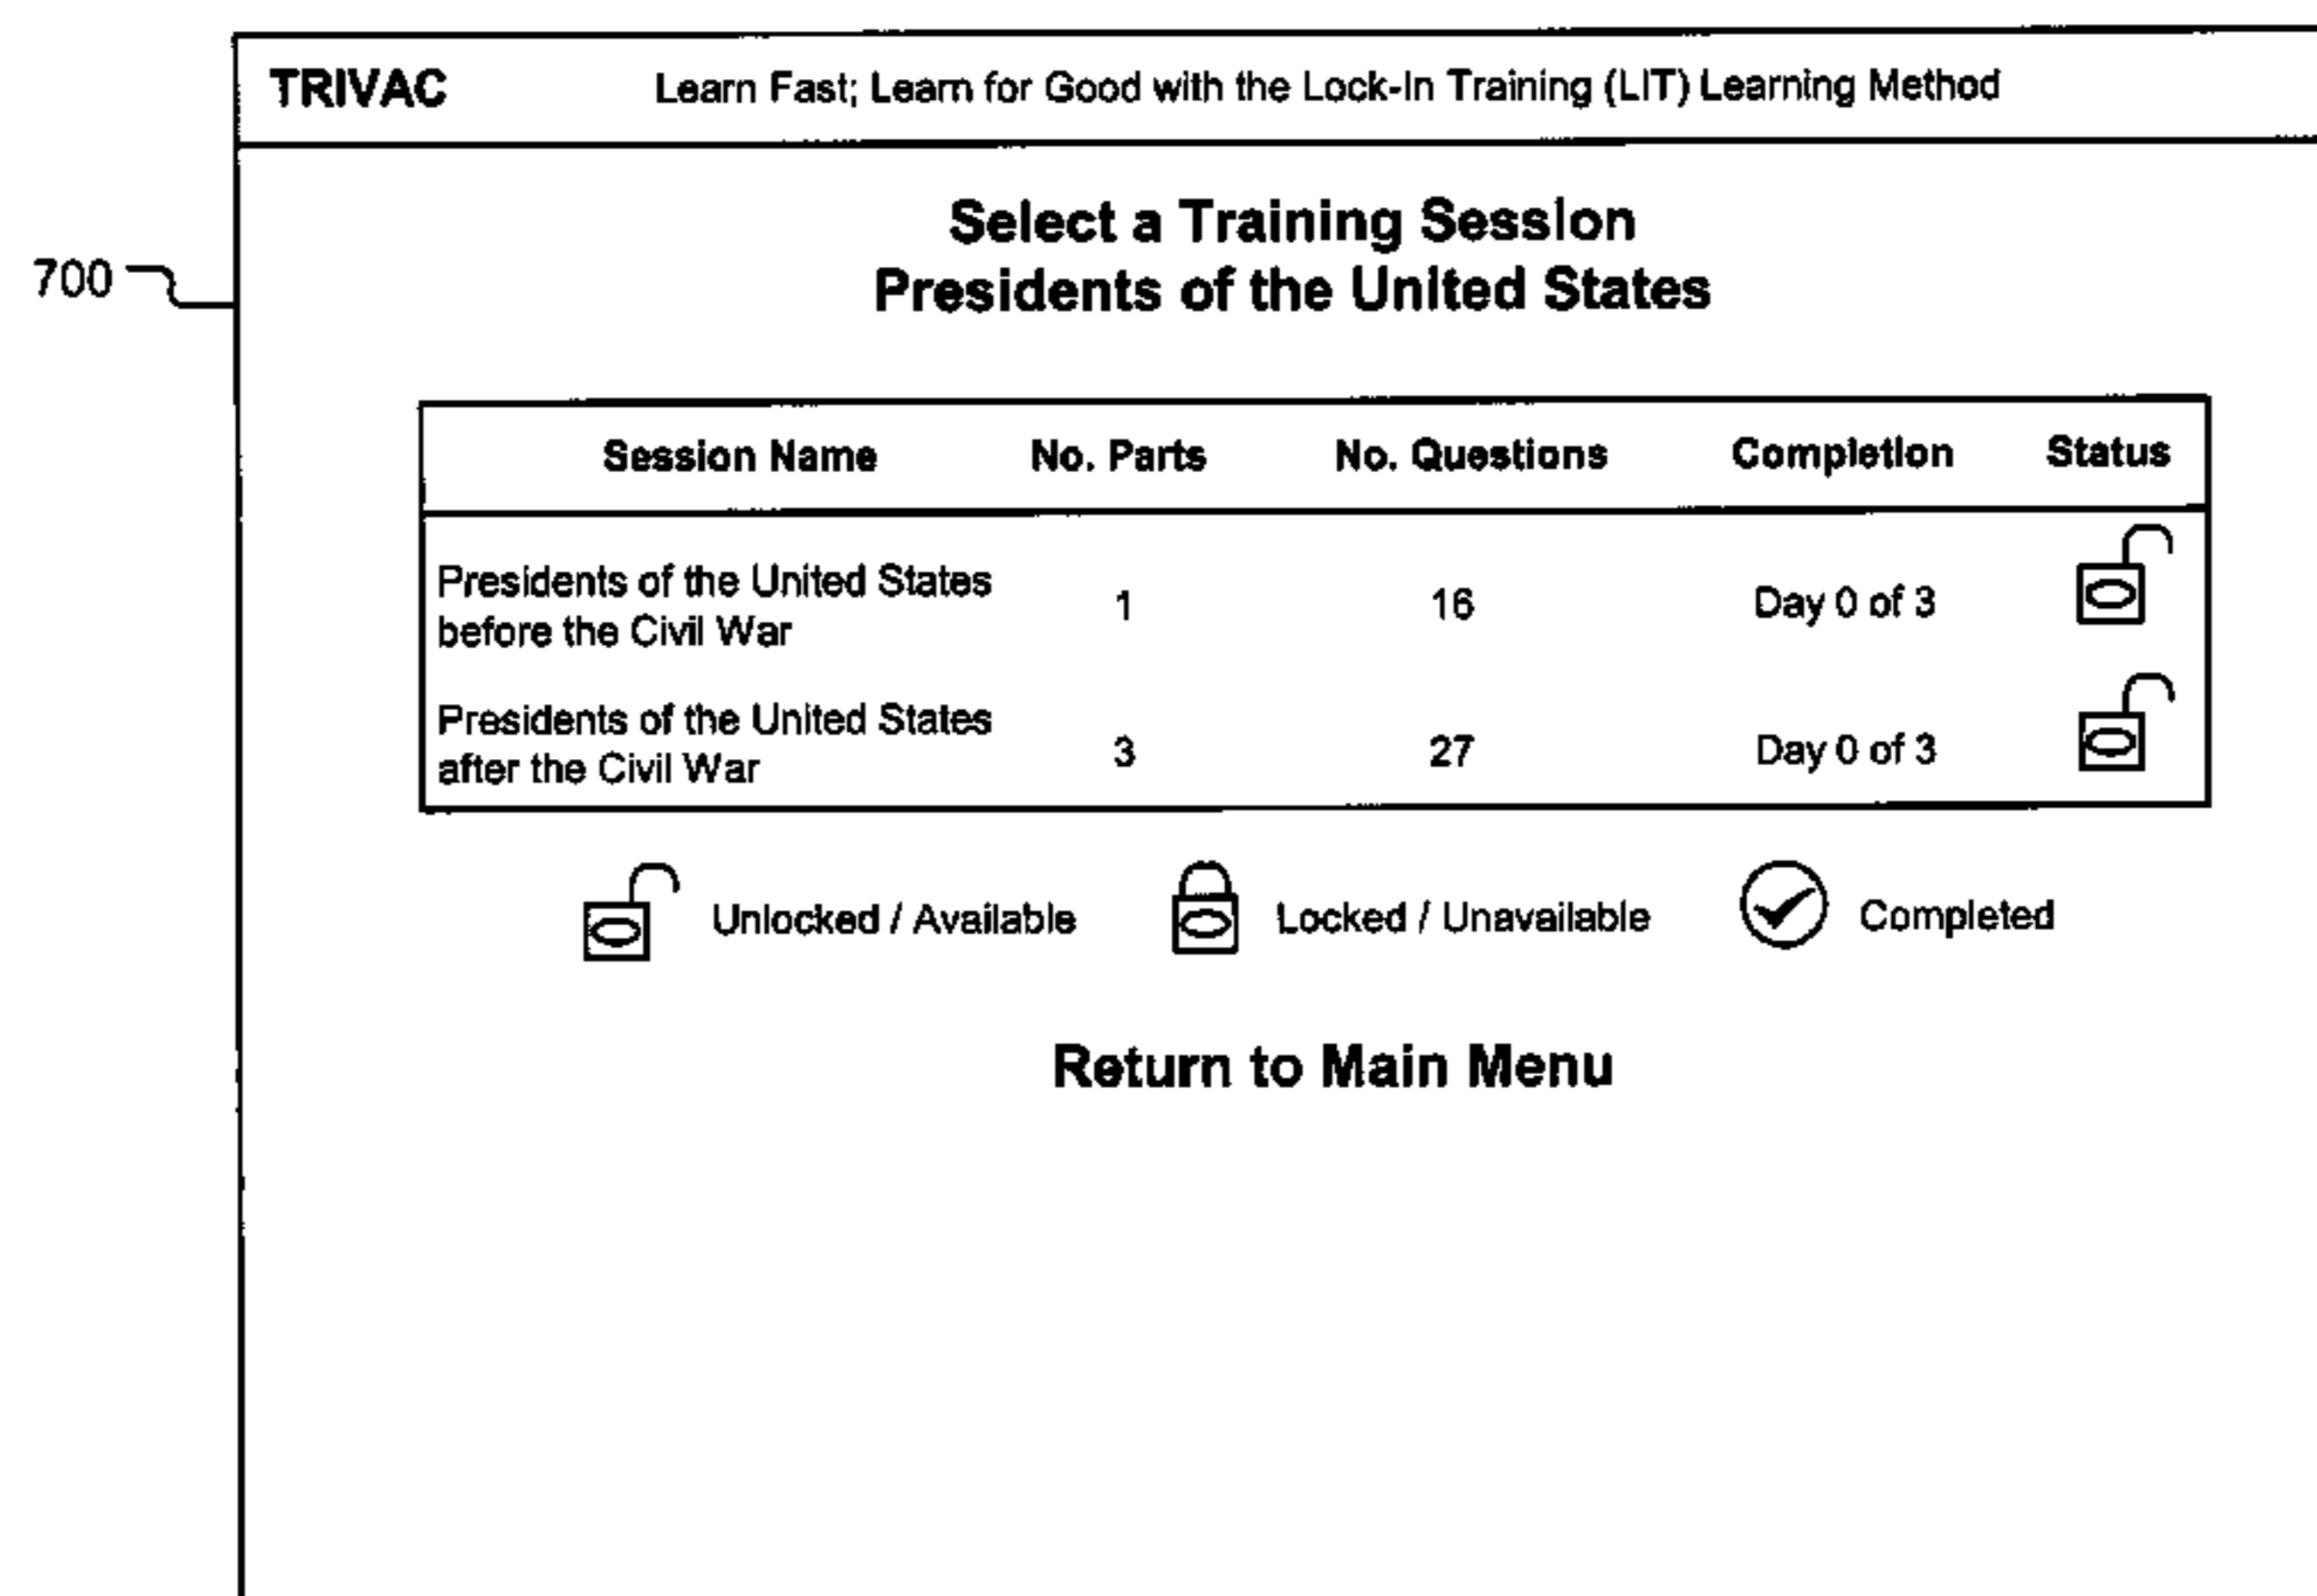 TRIVAC Learn Fast; Learn for Good with the Lock-In Training (LIT) Learning Method
Select a Training Session
Presidents of the United States
700
Session Name No. Parts No. Questions Completion Status
Presidents of the United States
before the Civil War 1 16 Day 0 of 3
Presidents of the United States
after the Civil War 3 27 Day 0 of 3
Unlocked / Available Locked / Unavailable Completed
Return to Main Menu